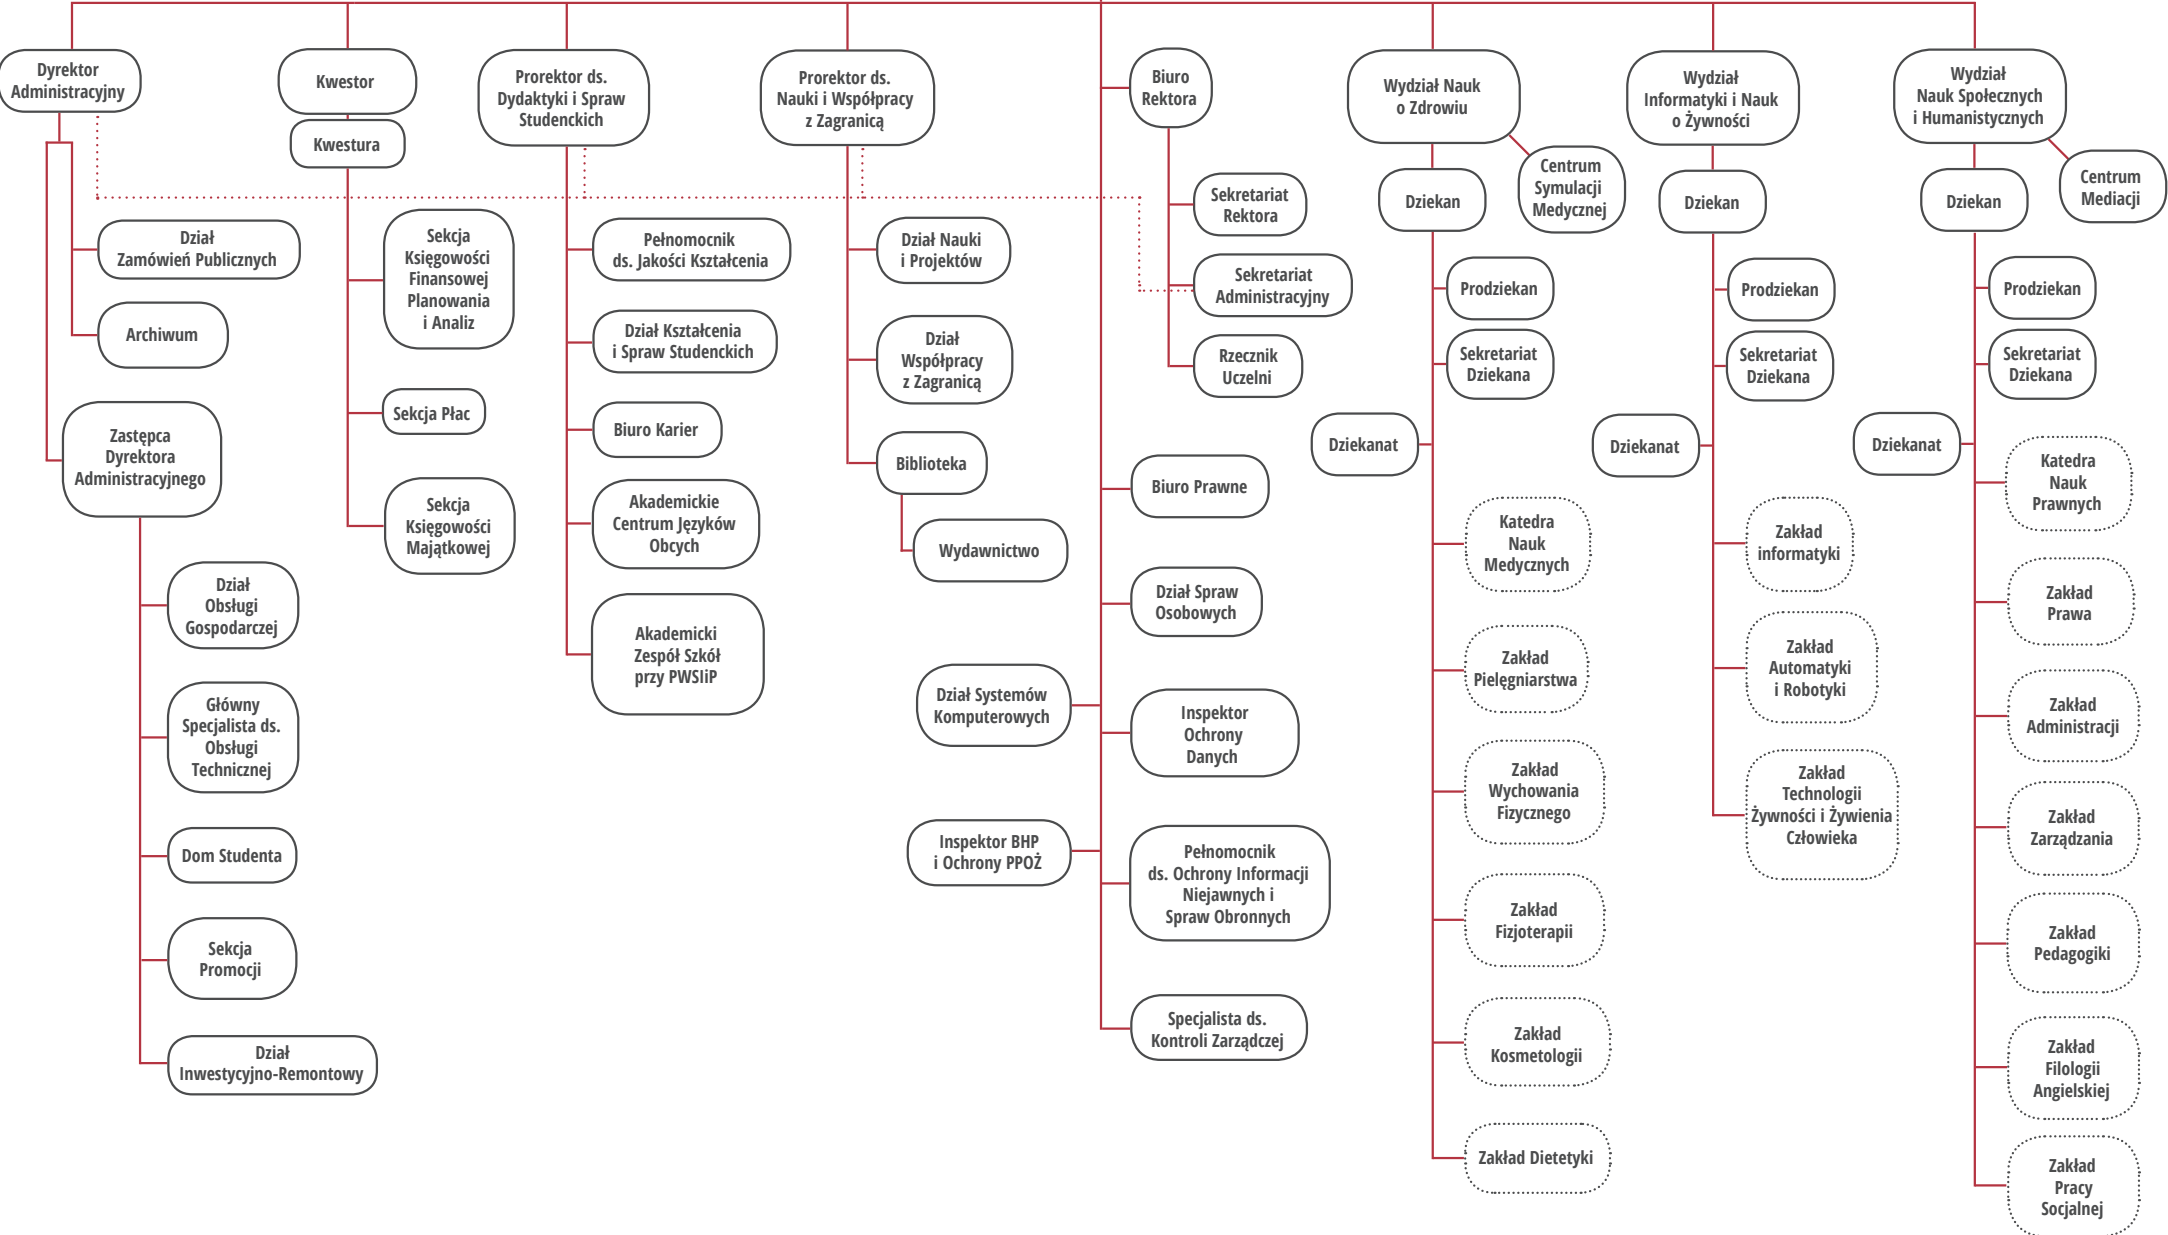 Dyrektor
Administracyjny
Dział
Zamówień Publicznych
Archiwum
Zastępca
Dyrektora
Administracyjnego
Dział
Obsługi
Gospodarczej
Główny
Specjalista ds.
Obsługi
Technicznej
Dom Studenta
Sekcja
Promocji
Dział
Inwestycyjno-Remontowy
Kwestor
Kwestura
Sekcja
Księgowości
Finansowej
Planowania
i Analiz
Sekcja Płac
Sekcja
Księgowości
Majątkowej
Prorektor ds.
Dydaktyki i Spraw
Studenckich
Pełnomocnik
ds. Jakości Kształcenia
Dział Kształcenia
i Spraw Studenckich
Biuro Karier
Akademickie
Centrum Języków
Obcych
Akademicki
Zespół Szkół
przy PWSIiP
Prorektor ds.
Nauki i Współpracy
z Zagranicą
Dział Nauki
i Projektów
Dział
Współpracy
z Zagranicą
Biblioteka
Wydawnictwo
Biuro
Rektora
Sekretariat
Rektora
Sekretariat
Administracyjny
Rzecznik
Uczelni
Biuro Prawne
Dział Spraw
Osobowych
Dział Systemów
Komputerowych
Inspektor
Ochrony
Danych
Inspektor BHP
i Ochrony PPOŻ
Pełnomocnik
ds. Ochrony Informacji
Niejawnych i
Spraw Obronnych
Specjalista ds.
Kontroli Zarządczej
Wydział Nauk
o Zdrowiu
Centrum
Symulacji
Medycznej
Dziekan
Prodziekan
Sekretariat
Dziekana
Dziekanat
Katedra
Nauk
Medycznych
Zakład
Pielęgniarstwa
Zakład
Wychowania
Fizycznego
Zakład
Fizjoterapii
Zakład
Kosmetologii
Zakład Dietetyki
Wydział
Informatyki i Nauk
o Żywności
Dziekan
Prodziekan
Sekretariat
Dziekana
Dziekanat
Zakład
informatyki
Zakład
Automatyki
i Robotyki
Zakład
Technologii
Żywności i Żywienia
Człowieka
Wydział
Nauk Społecznych
i Humanistycznych
Centrum
Mediacji
Dziekan
Prodziekan
Sekretariat
Dziekana
Dziekanat
Katedra
Nauk
Prawnych
Zakład
Prawa
Zakład
Administracji
Zakład
Zarządzania
Zakład
Pedagogiki
Zakład
Filologii
Angielskiej
Zakład
Pracy
Socjalnej